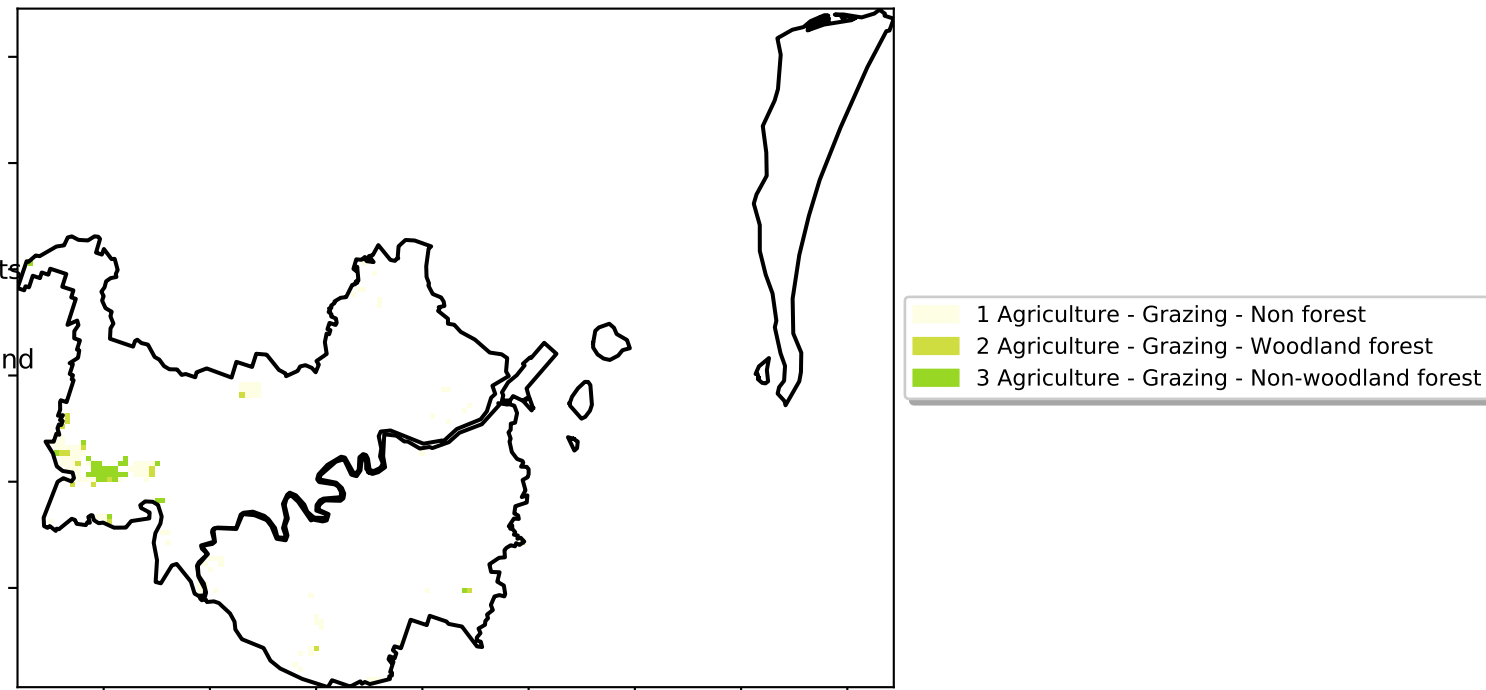 ts
nd
1 Agriculture - Grazing - Non forest
2 Agriculture - Grazing - Woodland forest
3 Agriculture - Grazing - Non-woodland forest